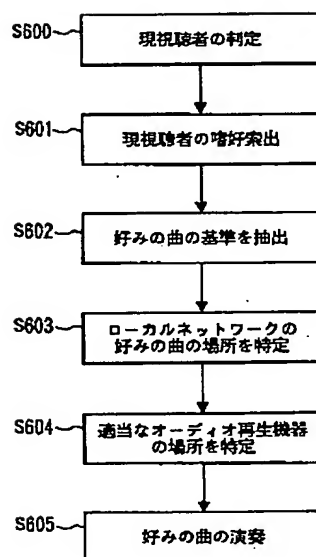 S600
現視聴者の判定
S601
現視聴者の嗜好索出
S602
好みの曲の基準を抽出
S603
ローカルネットワークの
好みの曲の場所を特定
S604
適当なオーディオ再生機器
の場所を特定
S605
好みの曲の演奏